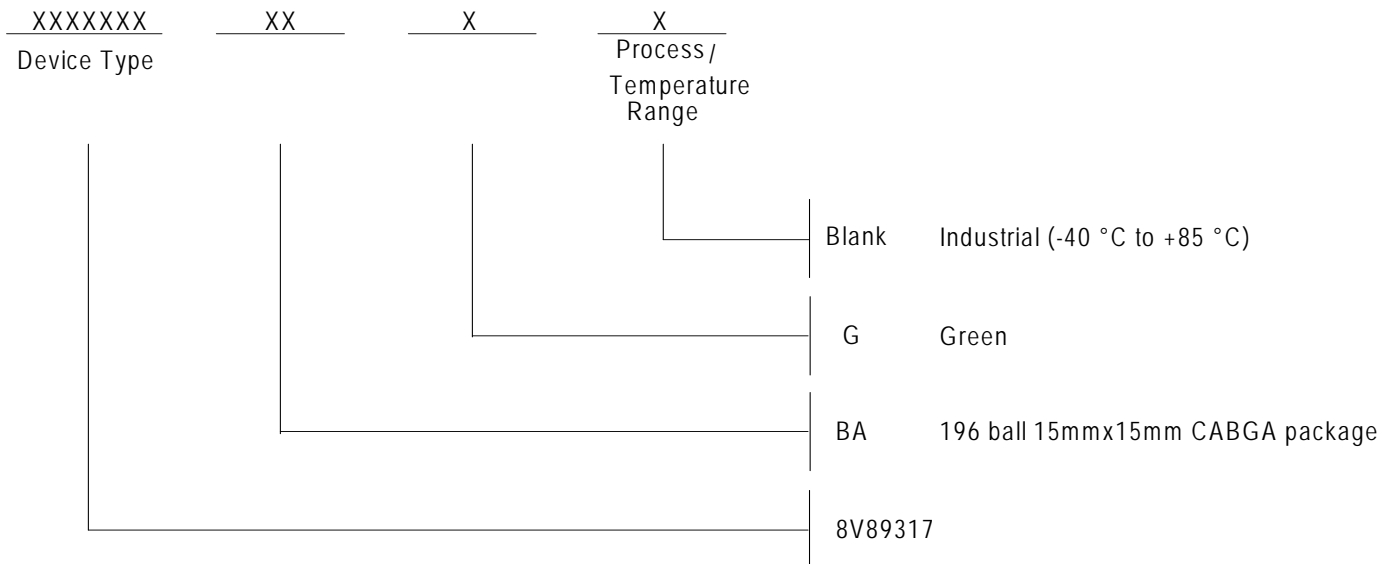 XXXXXXX XX X X
Device Type
Process/
Temperature
Range
Blank Industrial (-40 °C to +85 °C)
G Green
BA 196 ball 15mmx15mm CABGA package
8V89317